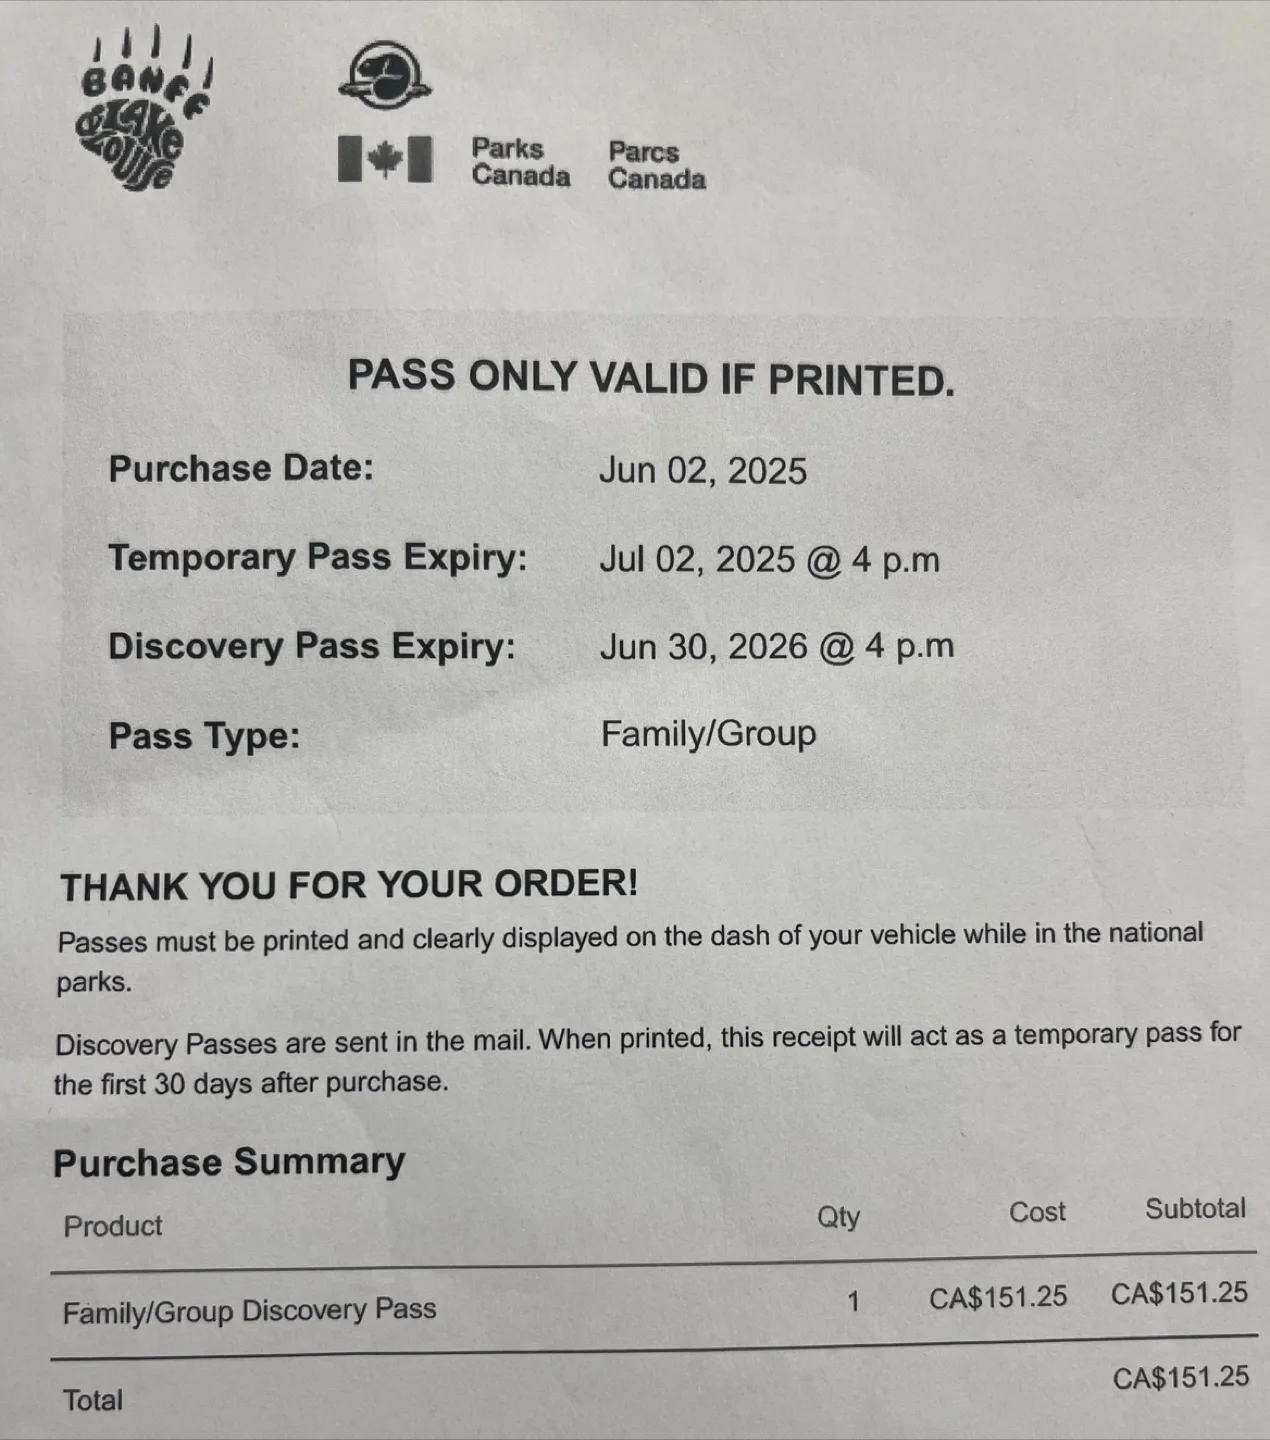 BANFF
& LAKE
LOUISE
Parks
Canada
Parcs
Canada
PASS ONLY VALID IF PRINTED.
Purchase Date: Jun 02, 2025
Temporary Pass Expiry: Jul 02, 2025 @ 4 p.m
Discovery Pass Expiry: Jun 30, 2026 @ 4 p.m
Pass Type: Family/Group
THANK YOU FOR YOUR ORDER!
Passes must be printed and clearly displayed on the dash of your vehicle while in the national
parks.
Discovery Passes are sent in the mail. When printed, this receipt will act as a temporary pass for
the first 30 days after purchase.
Purchase Summary
Product Qty Cost Subtotal
Family/Group Discovery Pass 1 CA$151.25 CA$151.25
Total CA$151.25